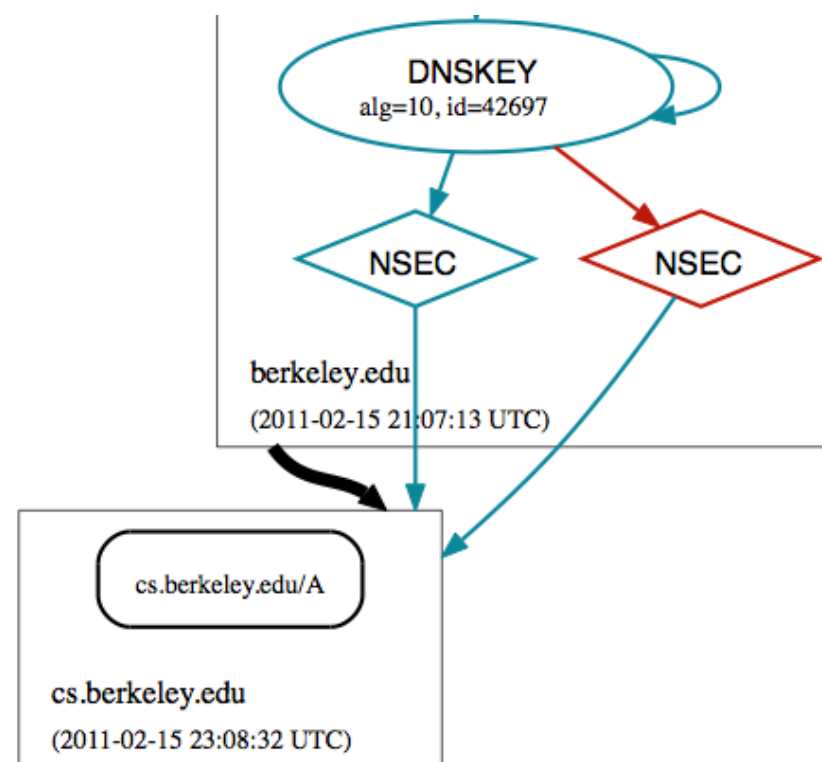 DNSKEY
alg=10, id=42697
NSEC
NSEC
berkeley.edu
(2011-02-15 21:07:13 UTC)
cs.berkeley.edu/A
cs.berkeley.edu
(2011-02-15 23:08:32 UTC)